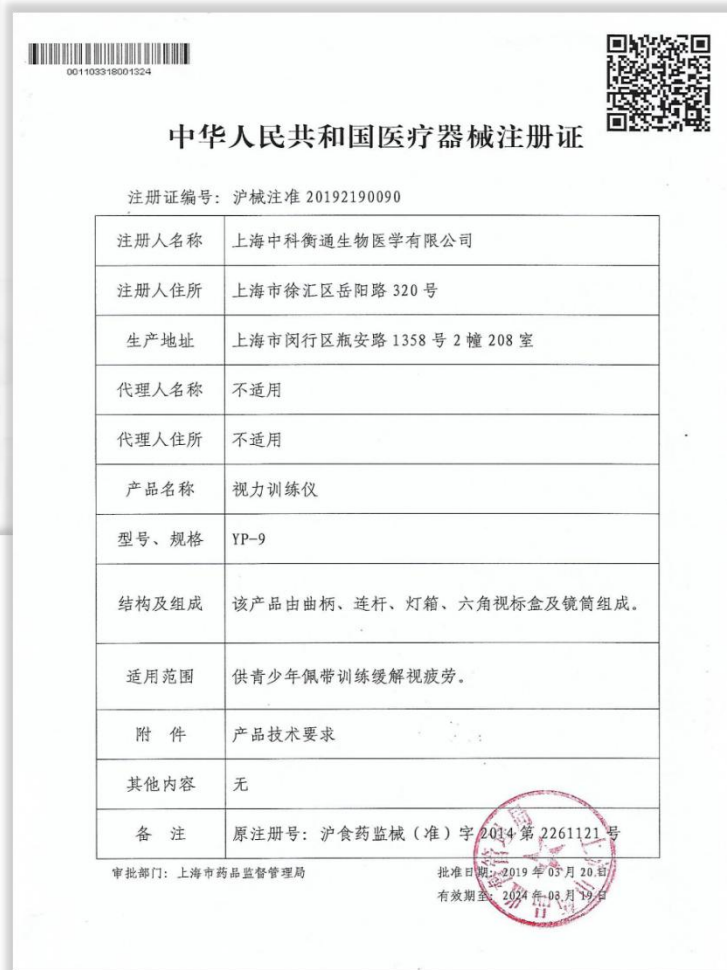 001103318001324
中华人民共和国医疗器械注册证
注册证编号：沪械注准 20192190090
注册人名称 上海中科衡通生物医学有限公司
注册人住所 上海市徐汇区岳阳路 320 号
生产地址 上海市闵行区瓶安路 1358 号 2 幢 208 室
代理人名称 不适用
代理人住所 不适用
产品名称 视力训练仪
型号、规格 YP-9
结构及组成 该产品由曲柄、连杆、灯箱、六角视标盒及镜筒组成。
适用范围 供青少年佩带训练缓解视疲劳。
附 件 产品技术要求
其他内容 无
备 注 原注册号：沪食药监械（准）字 2014 第 2261121 号
审批部门：上海市药品监督管理局
批准日期：2019 年 03 月 20 日
有效期至：2024 年 03 月 19 日